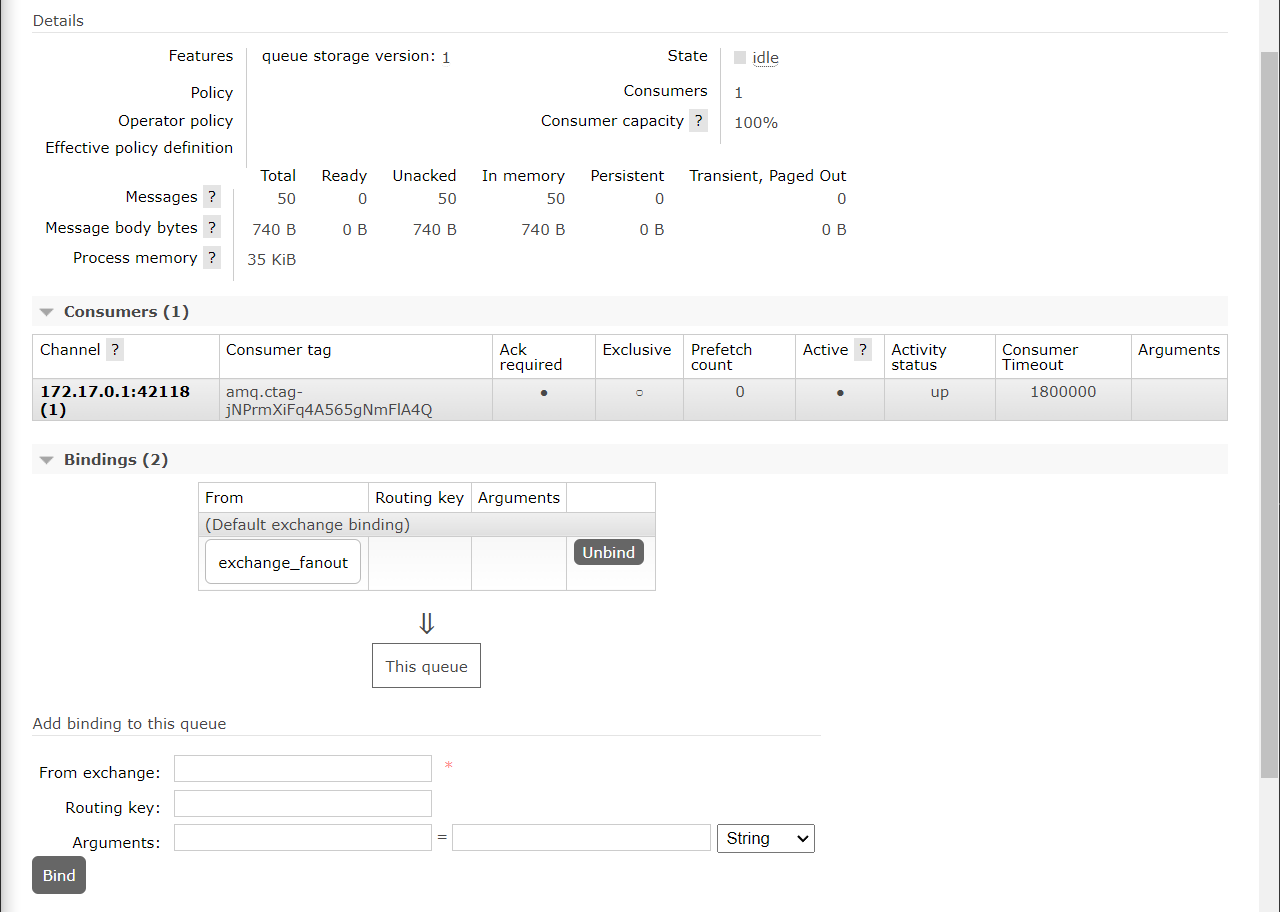 Details
Features queue storage version: 1 State idle
Policy Consumers 1
Operator policy Consumer capacity ? 100%
Effective policy definition
Total Ready Unacked In memory Persistent Transient, Paged Out
Messages ? 50 0 50 50 0 0
Message body bytes ? 740 B 0 B 740 B 740 B 0 B 0 B
Process memory ? 35 KiB
Consumers (1)
Channel ? Consumer tag Ack required Exclusive Prefetch count Active ? Activity status Consumer Timeout Arguments
172.17.0.1:42118 (1) amq.ctag-jNPrmXiFq4A565gNmFlA4Q ● ○ 0 ● up 1800000
Bindings (2)
From Routing key Arguments
(Default exchange binding)
exchange_fanout Unbind
⇓
This queue
Add binding to this queue
From exchange: *
Routing key:
Arguments: = String
Bind